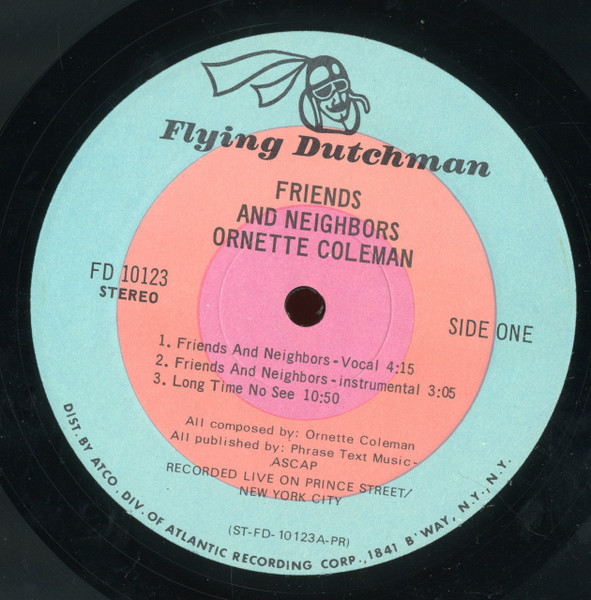 Flying Dutchman
FRIENDS
AND NEIGHBORS
ORNETTE COLEMAN
FD 10123
STEREO
SIDE ONE
1. Friends And Neighbors-Vocal 4:15
2. Friends And Neighbors-instrumental 3:05
3. Long Time No See 10:50
All composed by: Ornette Coleman
All published by: Phrase Text Music-
ASCAP
RECORDED LIVE ON PRINCE STREET/
NEW YORK CITY
(ST-FD-10123A-PR)
DIST. BY ATCO. DIV. OF ATLANTIC RECORDING CORP., 1841 B'WAY, N.Y., N.Y.